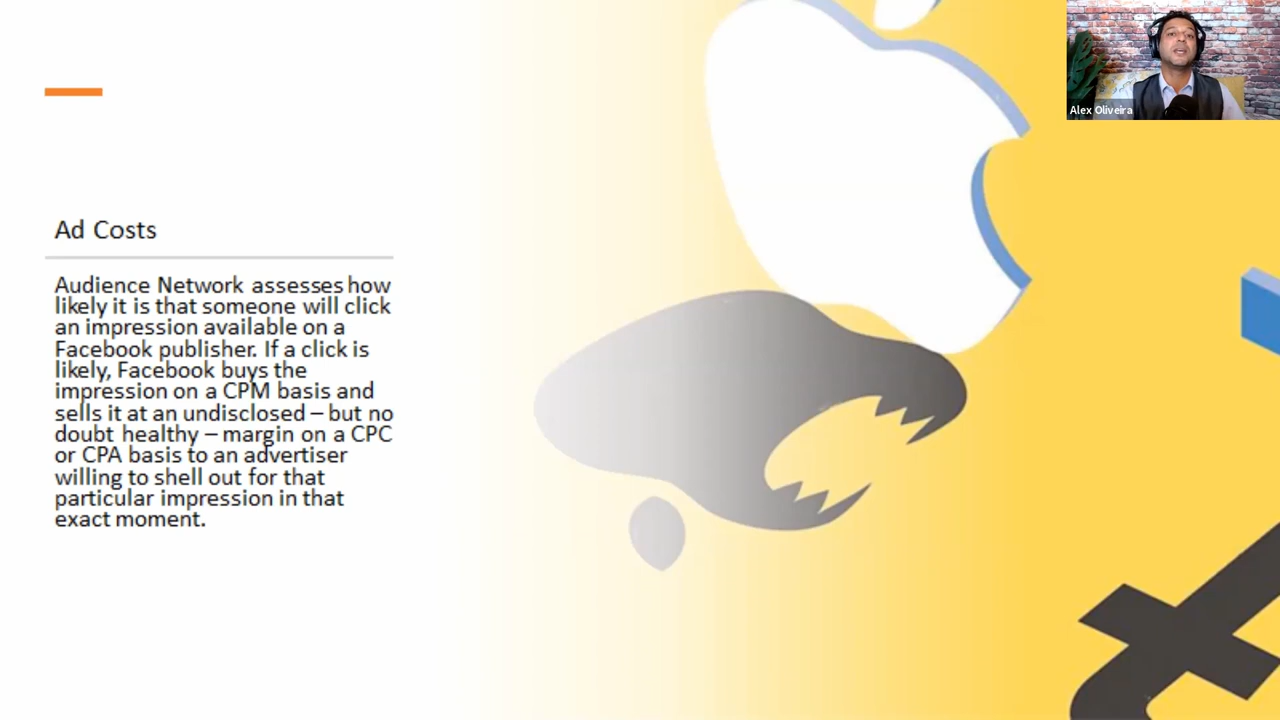 Ad Costs
Audience Network assesses how
likely it is that someone will click
an impression available on a
Facebook publisher. If a click is
likely, Facebook buys the
impression on a CPM basis and
sells it at an undisclosed – but no
doubt healthy – margin on a CPC
or CPA basis to an advertiser
willing to shell out for that
particular impression in that
exact moment.
Alex Oliveira